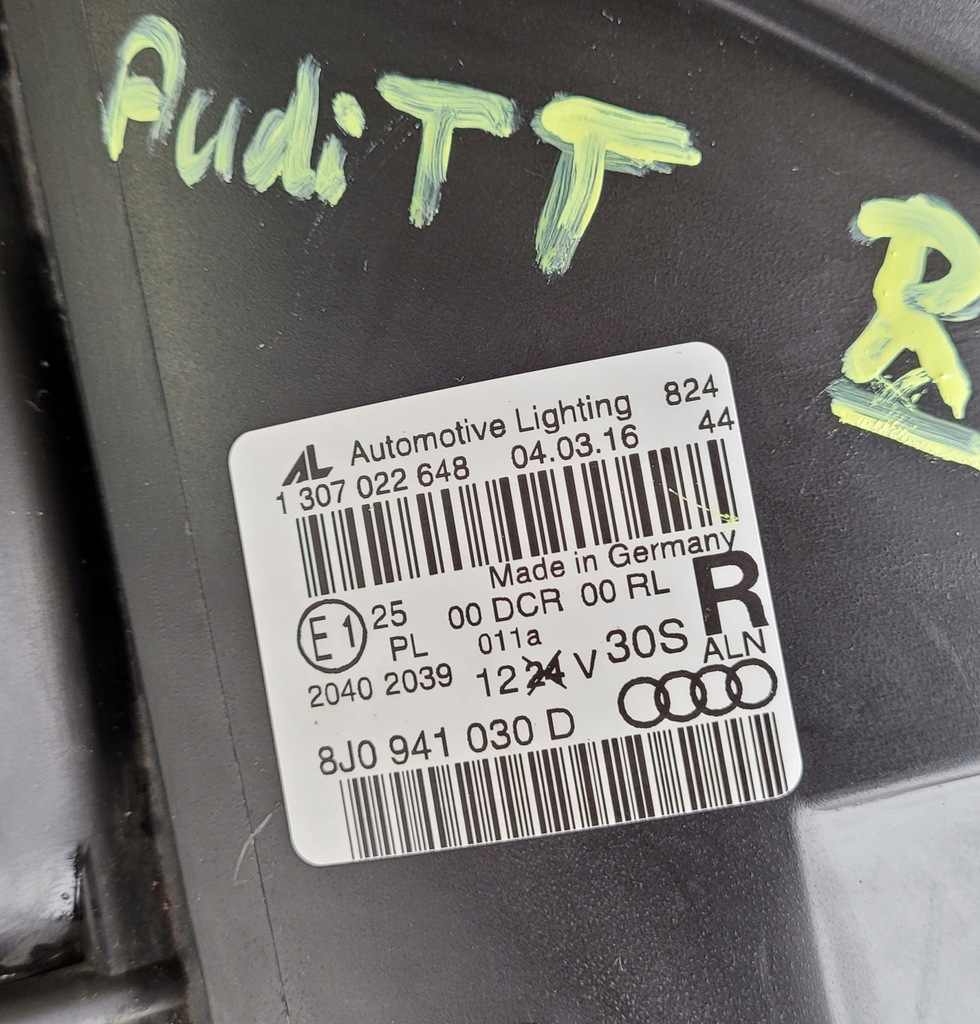 Audi TT
R
AL Automotive Lighting 824
1 307 022 648 04.03.16 44
Made in Germany
E1 25 00 DCR 00 RL R
PL 011a 30S ALN
2040 2039 12 24 V
8J0 941 030 D